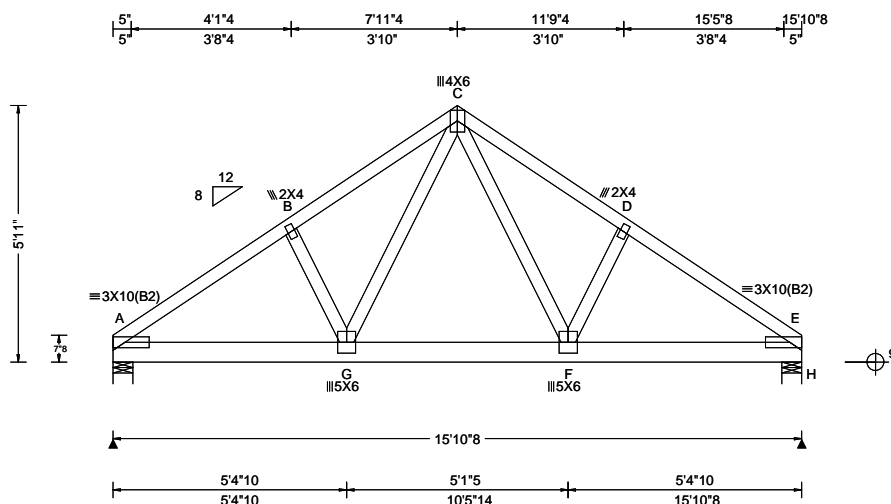 5" 4'1"4 7'11"4 11'9"4 15'5"8 15'10"8
5" 3'8"4 3'10" 3'10" 3'8"4 5"
4X6
C
12
8
2X4
B
2X4
D
5'11"
3X10(B2)
A
3X10(B2)
E
7"8
G
5X6
F
5X6
H
15'10"8
5'4"10 5'1"5 5'4"10
5'4"10 10'5"14 15'10"8